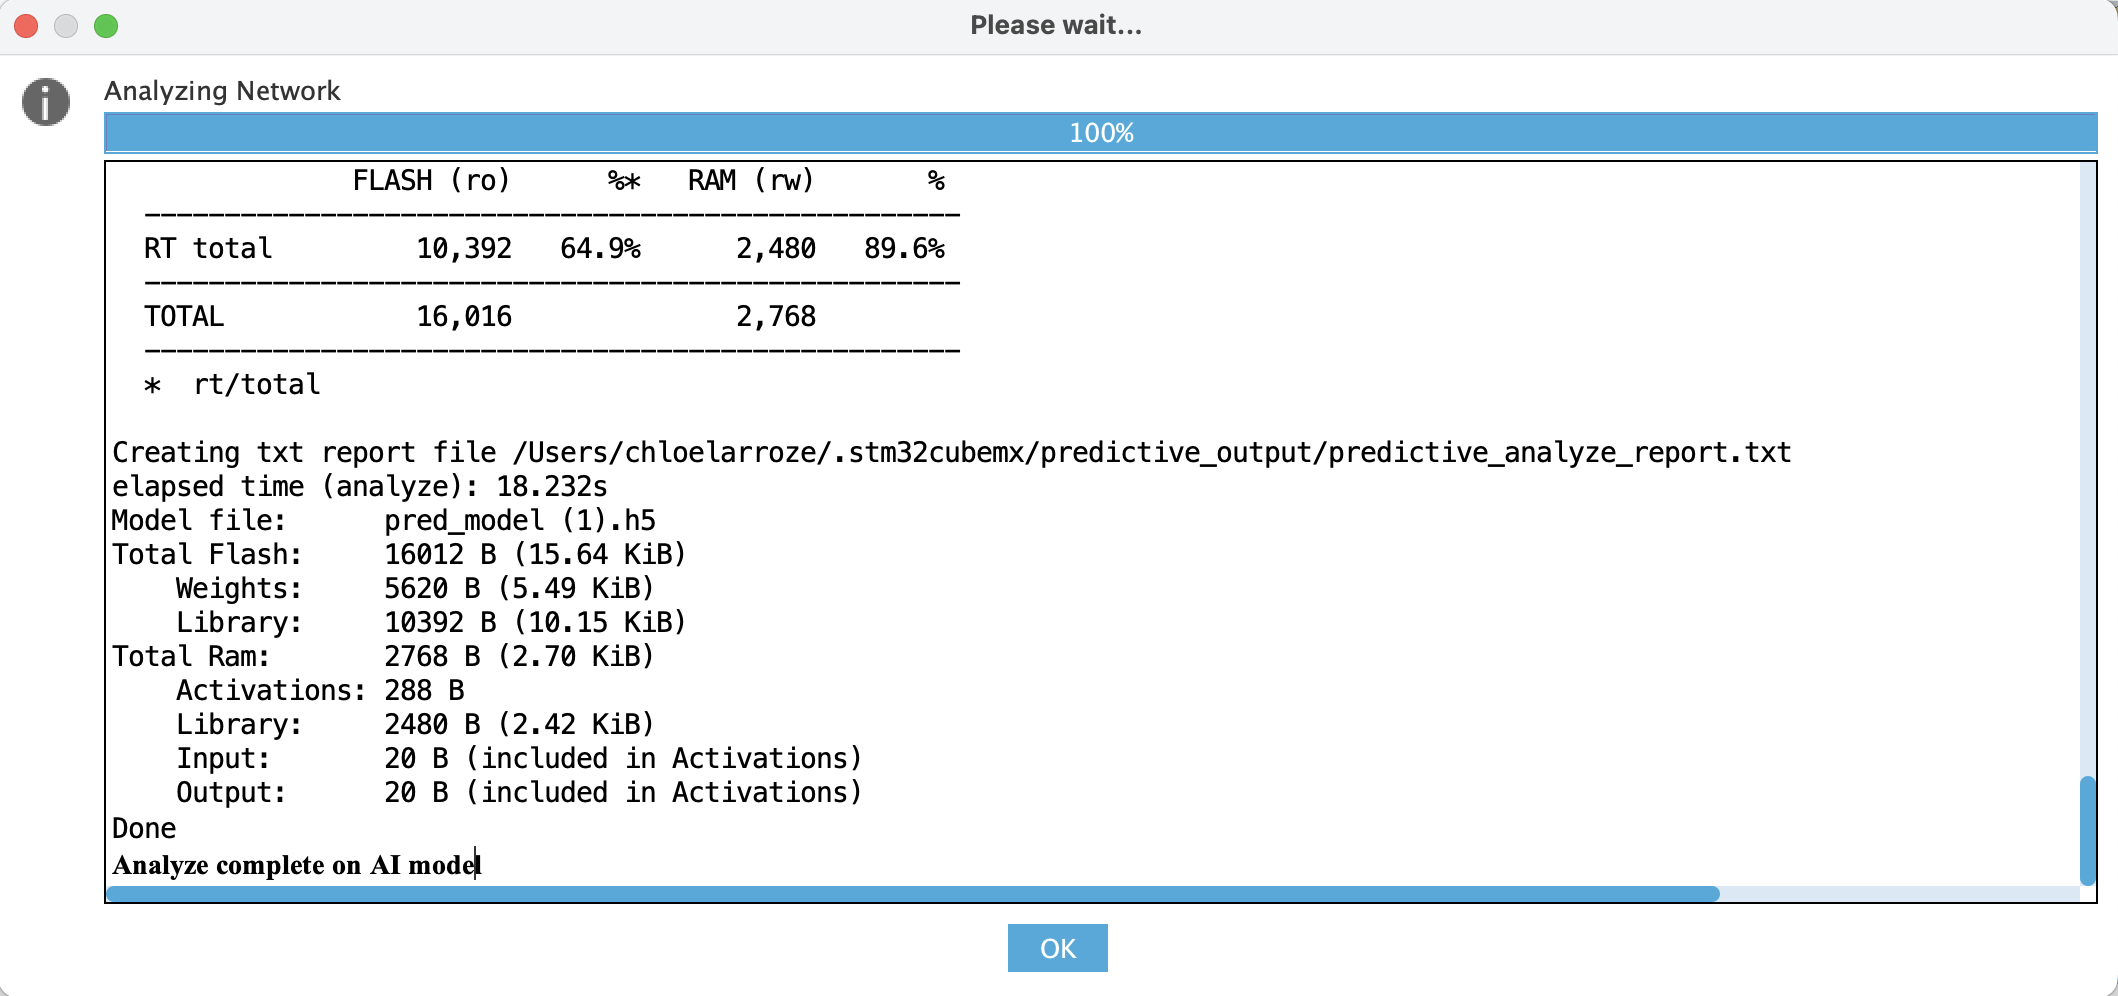 Please wait...
Analyzing Network
100%
FLASH (ro) %* RAM (rw) %
----------------------------------------------------
RT total 10,392 64.9% 2,480 89.6%
----------------------------------------------------
TOTAL 16,016 2,768
----------------------------------------------------
* rt/total
Creating txt report file /Users/chloelarroze/.stm32cubemx/predictive_output/predictive_analyze_report.txt
elapsed time (analyze): 18.232s
Model file: pred_model (1).h5
Total Flash: 16012 B (15.64 KiB)
Weights: 5620 B (5.49 KiB)
Library: 10392 B (10.15 KiB)
Total Ram: 2768 B (2.70 KiB)
Activations: 288 B
Library: 2480 B (2.42 KiB)
Input: 20 B (included in Activations)
Output: 20 B (included in Activations)
Done
Analyze complete on AI model
OK